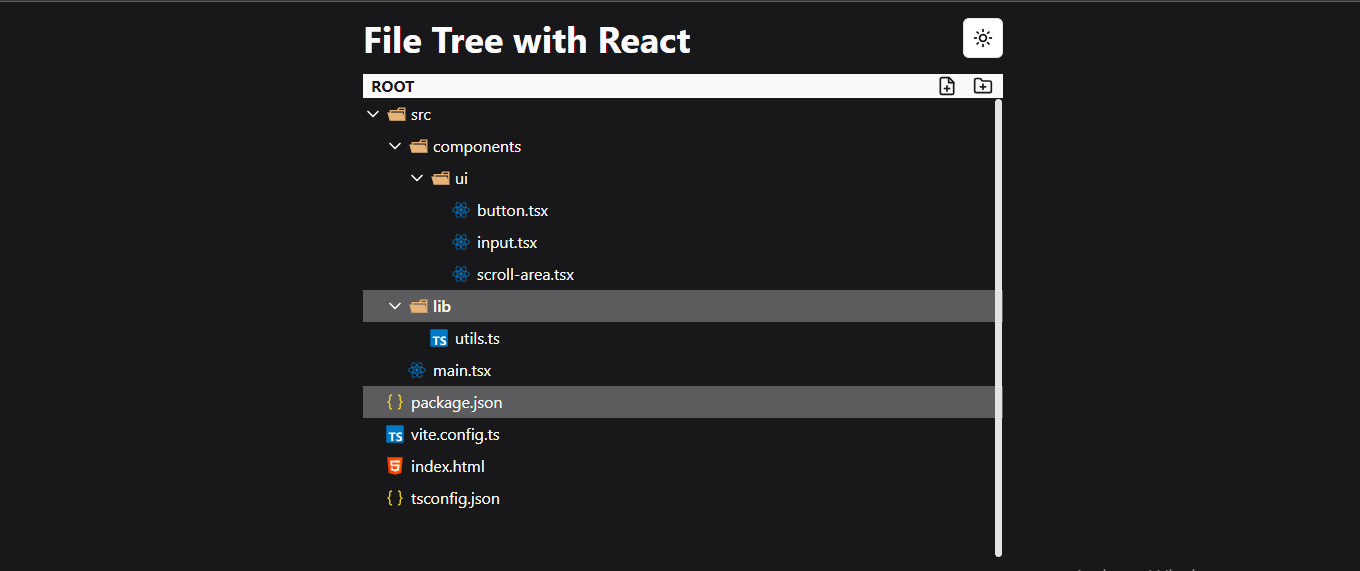 File Tree with React
ROOT
src
components
ui
button.tsx
input.tsx
scroll-area.tsx
lib
TS utils.ts
main.tsx
{ } package.json
TS vite.config.ts
5 index.html
{ } tsconfig.json